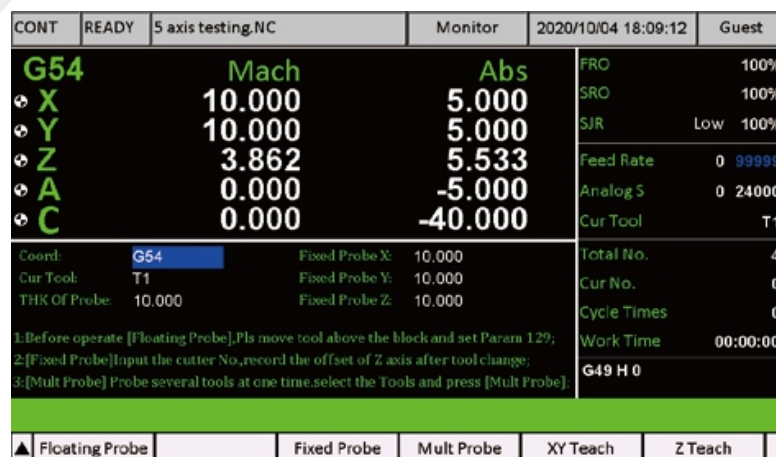 CONT READY 5 axis testing.NC Monitor 2020/10/04 18:09:12 Guest
G54 Mach Abs
X 10.000 5.000
Y 10.000 5.000
Z 3.862 5.533
A 0.000 -5.000
C 0.000 -40.000
FRO 100%
SRO 100%
SJR Low 100%
Feed Rate 0 99999
Analog S 0 24000
Cur Tool T1
Total No. 4
Cur No. 0
Cycle Times 0
Work Time 00:00:00
G49 H 0
Coord: G54 Fixed Probe X: 10.000
Cur Tool: T1 Fixed Probe Y: 10.000
THK Of Probe: 10.000 Fixed Probe Z: 10.000
1:Before operate [Floating Probe],Pls move tool above the block and set Param 129;
2:[Fixed Probe]Input the cutter No.,record the offset of Z axis after tool change;
3:[Mult Probe] Probe several tools at one time.select the Tools and press [Mult Probe];
▲ Floating Probe Fixed Probe Mult Probe XY Teach Z Teach